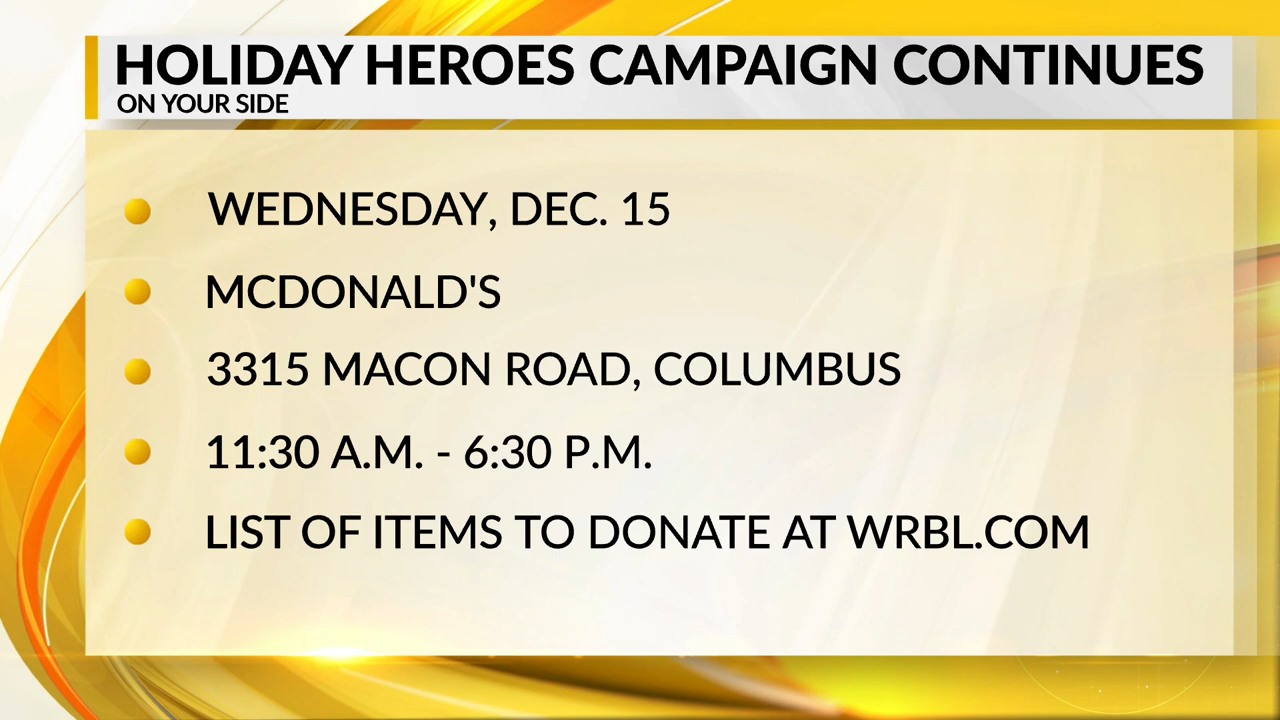 HOLIDAY HEROES CAMPAIGN CONTINUES
ON YOUR SIDE
WEDNESDAY, DEC. 15
MCDONALD'S
3315 MACON ROAD, COLUMBUS
11:30 A.M. - 6:30 P.M.
LIST OF ITEMS TO DONATE AT WRBL.COM